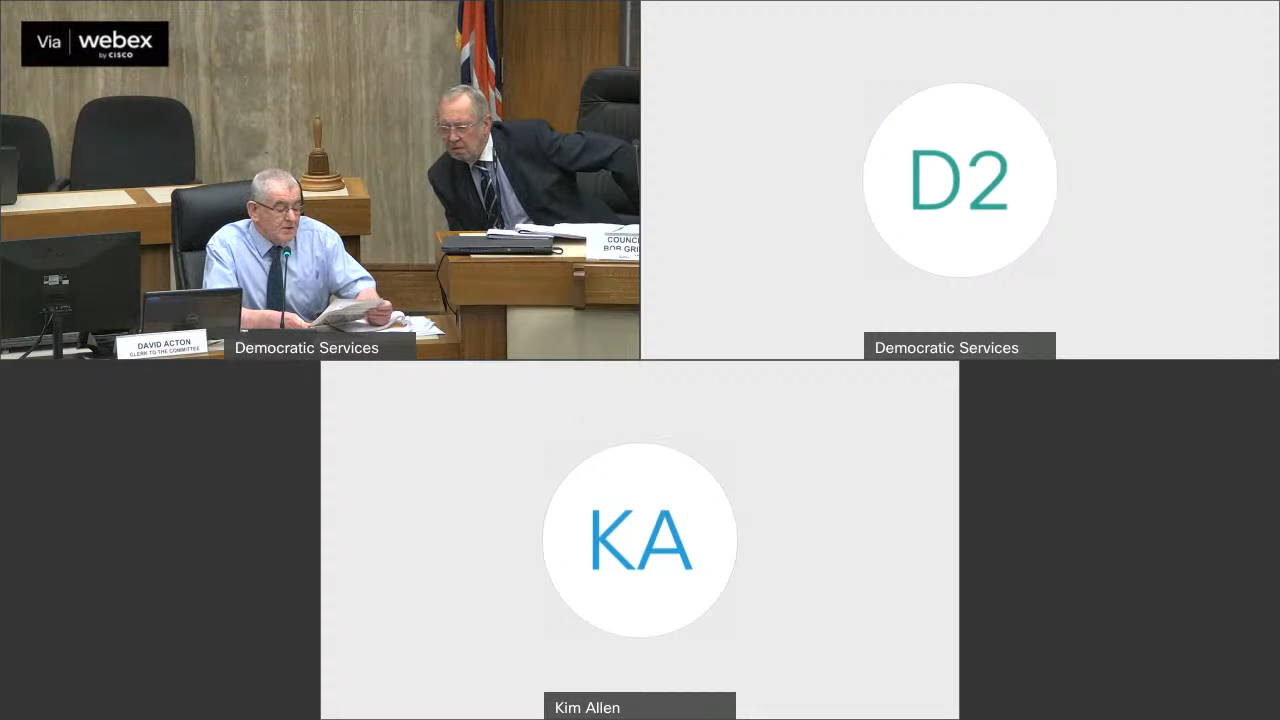 Via webex
by CISCO
D2
COUNC
BOB GRI
DAVID ACTON
CLERK TO THE COMMITTEE
Democratic Services
Democratic Services
KA
Kim Allen